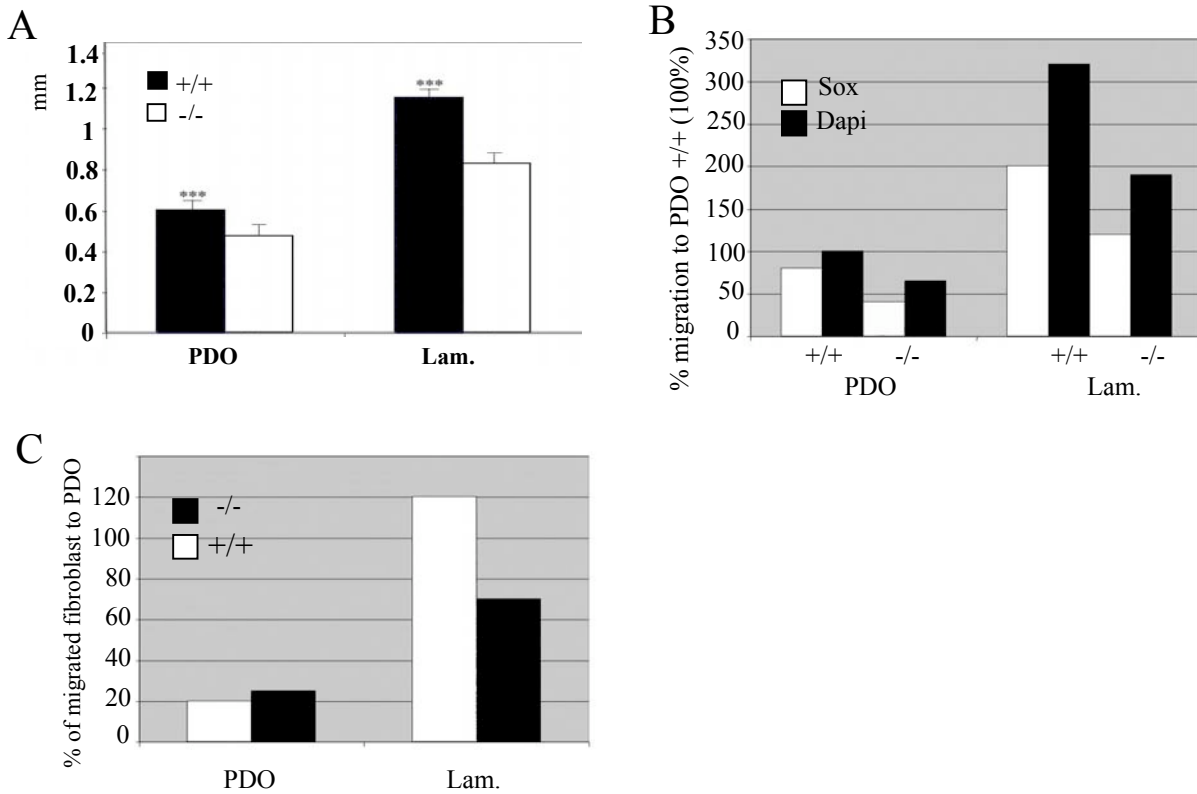 A
mm
1.4
1.2
1
0.8
0.6
0.4
0.2
0
+/+
-/-
***
***
PDO Lam.
B
% migration to PDO +/+ (100%)
350
300
250
200
150
100
50
0
Sox
Dapi
+/+ -/- +/+ -/-
PDO Lam.
C
% of migrated fibroblast to PDO
120
100
80
60
40
20
0
-/-
+/+
PDO Lam.